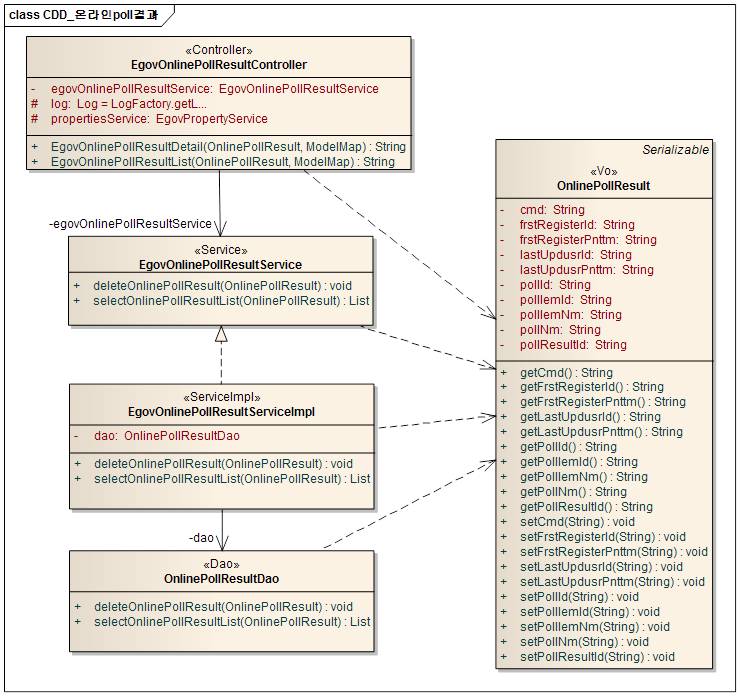 class CDD_온라인poll결과
«Controller»
EgovOnlinePollResultController
- egovOnlinePollResultService: EgovOnlinePollResultService
# log: Log = LogFactory.getL...
# propertiesService: EgovPropertyService
+ EgovOnlinePollResultDetail(OnlinePollResult, ModelMap) : String
+ EgovOnlinePollResultList(OnlinePollResult, ModelMap) : String
-egovOnlinePollResultService
«Service»
EgovOnlinePollResultService
+ deleteOnlinePollResult(OnlinePollResult) : void
+ selectOnlinePollResultList(OnlinePollResult) : List
«ServiceImpl»
EgovOnlinePollResultServiceImpl
- dao: OnlinePollResultDao
+ deleteOnlinePollResult(OnlinePollResult) : void
+ selectOnlinePollResultList(OnlinePollResult) : List
-dao
«Dao»
OnlinePollResultDao
+ deleteOnlinePollResult(OnlinePollResult) : void
+ selectOnlinePollResultList(OnlinePollResult) : List
Serializable
«Vo»
OnlinePollResult
- cmd: String
- frstRegisterId: String
- frstRegisterPnttm: String
- lastUpdusrId: String
- lastUpdusrPnttm: String
- pollId: String
- pollIemId: String
- pollIemNm: String
- pollNm: String
- pollResultId: String
+ getCmd() : String
+ getFrstRegisterId() : String
+ getFrstRegisterPnttm() : String
+ getLastUpdusrId() : String
+ getLastUpdusrPnttm() : String
+ getPollId() : String
+ getPollIemId() : String
+ getPollIemNm() : String
+ getPollNm() : String
+ getPollResultId() : String
+ setCmd(String) : void
+ setFrstRegisterId(String) : void
+ setFrstRegisterPnttm(String) : void
+ setLastUpdusrId(String) : void
+ setLastUpdusrPnttm(String) : void
+ setPollId(String) : void
+ setPollIemId(String) : void
+ setPollIemNm(String) : void
+ setPollNm(String) : void
+ setPollResultId(String) : void